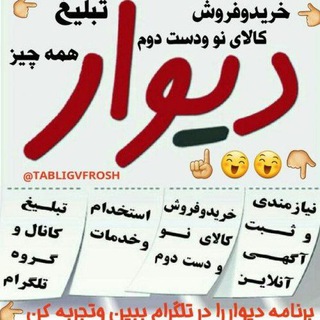 خریدوفروش
تبلیغ
کالای نو ودست دوم
همه چیز
دیوار
@TABLIGVFROSH
نیازمندی
و ثبت
آگهی
آنلاین
خریدوفروش
کالای نو
و دست دوم
استخدام
وخدمات
تبلیغ
کانال و
گروه
تلگرام
برنامه دیوار را در تلگرام ببین وتجربه کن